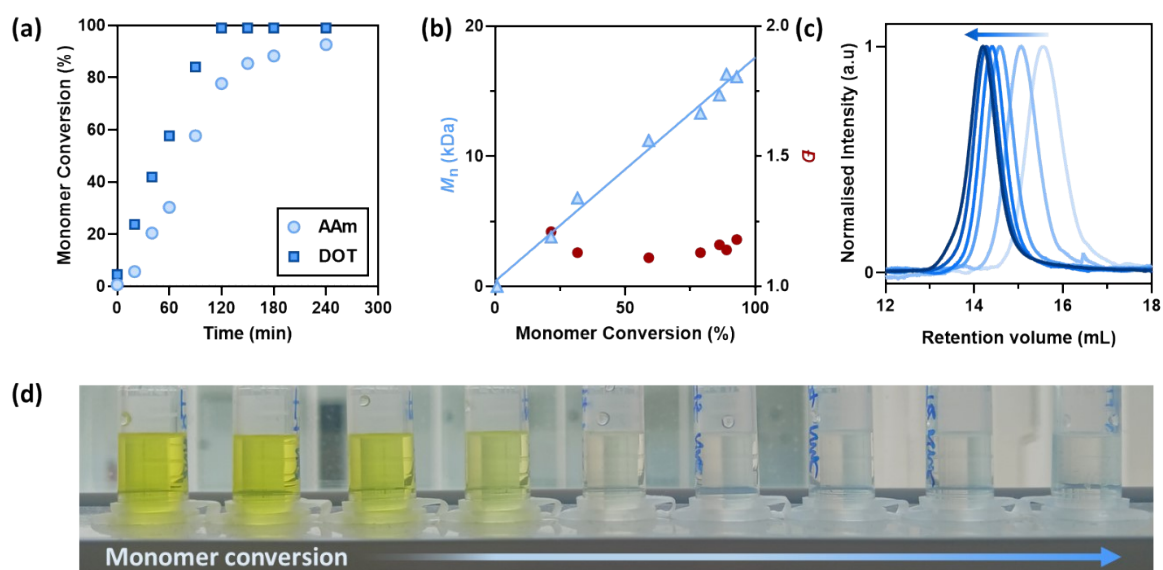 (a)
100
80
60
40
20
0
Monomer Conversion (%)
AAm
DOT
0 60 120 180 240 300
Time (min)
(b)
20
10
0
Mn (kDa)
2.0
1.5
1.0
Đ
0 50 100
Monomer Conversion (%)
(c)
1
0
Normalised Intensity (a.u)
12 14 16 18
Retention volume (mL)
(d)
Monomer conversion